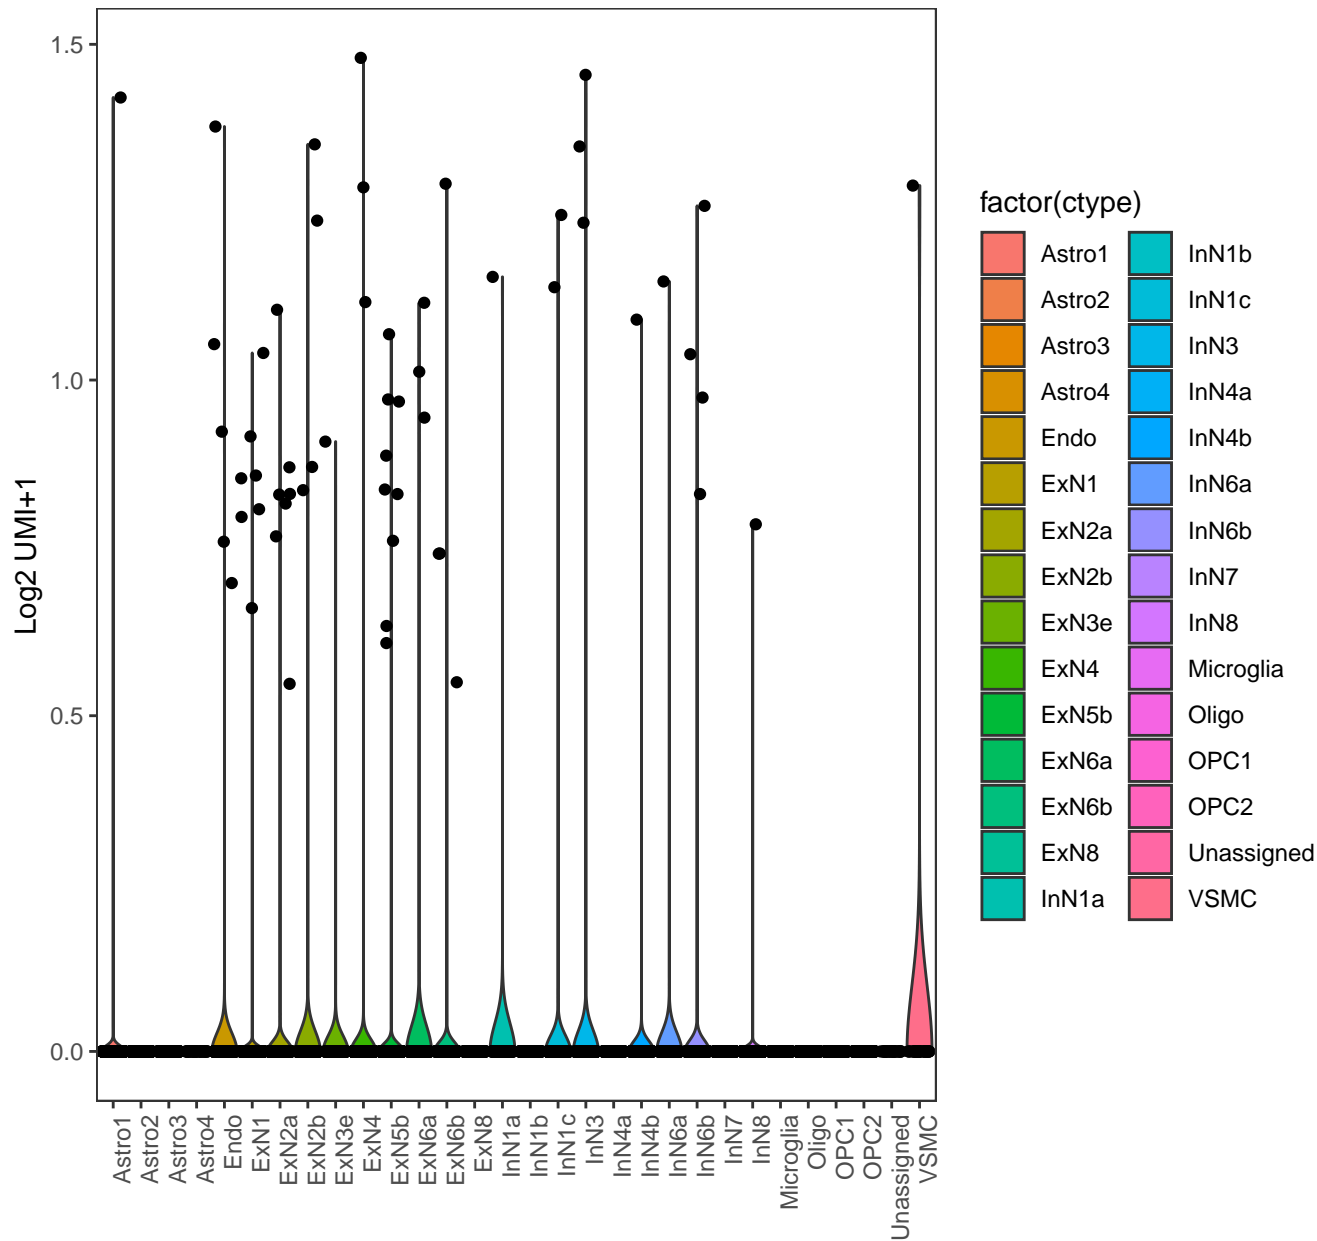 1.5
1.0
0.5
0.0
Log2 UMI+1
Astro1
Astro2
Astro3
Astro4
Endo
ExN1
ExN2a
ExN2b
ExN3e
ExN4
ExN5b
ExN6a
ExN6b
ExN8
InN1a
InN1b
InN1c
InN3
InN4a
InN4b
InN6a
InN6b
InN7
InN8
Microglia
Oligo
OPC1
OPC2
Unassigned
VSMC
factor(ctype)
Astro1
Astro2
Astro3
Astro4
Endo
ExN1
ExN2a
ExN2b
ExN3e
ExN4
ExN5b
ExN6a
ExN6b
ExN8
InN1a
InN1b
InN1c
InN3
InN4a
InN4b
InN6a
InN6b
InN7
InN8
Microglia
Oligo
OPC1
OPC2
Unassigned
VSMC